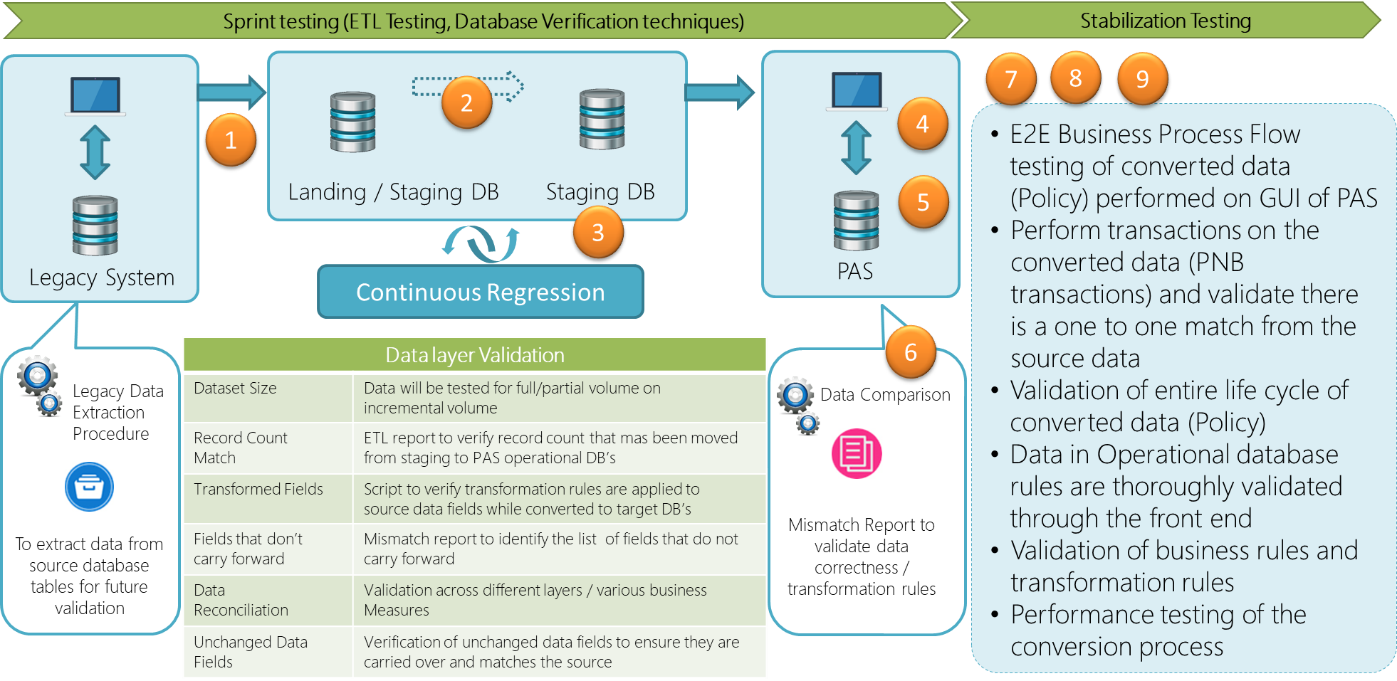 Sprint testing (ETL Testing, Database Verification techniques)
Stabilization Testing
1
2
3
4
5
6
7
8
9
Legacy System
Landing / Staging DB
Staging DB
PAS
Continuous Regression
Legacy Data
Extraction
Procedure
To extract data from
source database
tables for future
validation
Data layer Validation
Dataset Size
Data will be tested for full/partial volume on
incremental volume
Record Count
Match
ETL report to verify record count that mas been moved
from staging to PAS operational DB's
Transformed Fields
Script to verify transformation rules are applied to
source data fields while converted to target DB's
Fields that don't
carry forward
Mismatch report to identify the list of fields that do not
carry forward
Data
Reconciliation
Validation across different layers / various business
Measures
Unchanged Data
Fields
Verification of unchanged data fields to ensure they are
carried over and matches the source
Data Comparison
Mismatch Report to
validate data
correctness /
transformation rules
• E2E Business Process Flow
testing of converted data
(Policy) performed on GUI of PAS
• Perform transactions on the
converted data (PNB
transactions) and validate there
is a one to one match from the
source data
• Validation of entire life cycle of
converted data (Policy)
• Data in Operational database
rules are thoroughly validated
through the front end
• Validation of business rules and
transformation rules
• Performance testing of the
conversion process